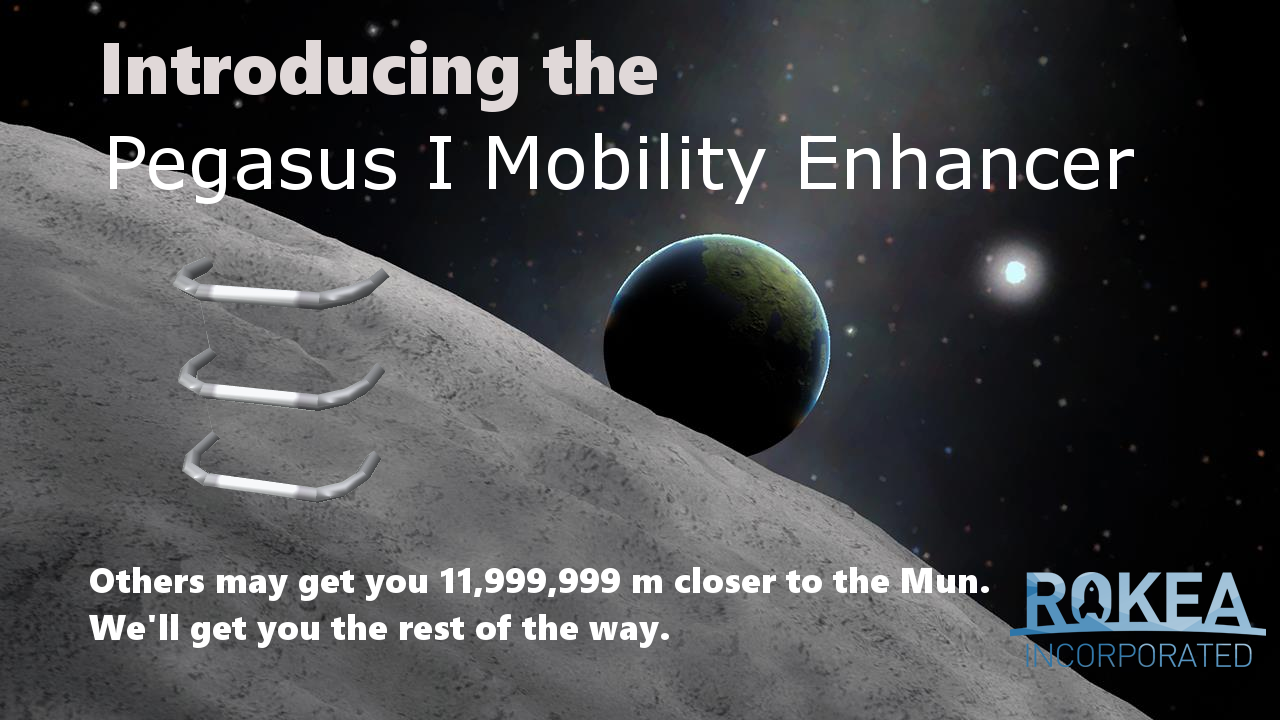 Introducing the
Pegasus I Mobility Enhancer
Others may get you 11,999,999 m closer to the Mun.
We'll get you the rest of the way.
ROKEA
INCORPORATED